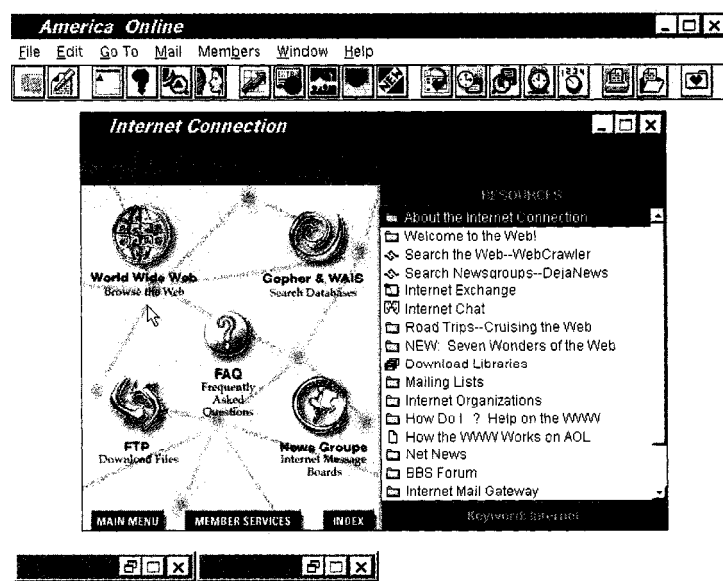 America Online
File Edit Go To Mail Members Window Help
NEW
1234
Internet Connection
World Wide Web
Browse the Web
Gopher & WAIS
Search Databases
FAQ
Frequently
Asked
Questions
FTP
Download Files
News Groups
Internet Message
Boards
MAIN MENU
MEMBER SERVICES
INDEX
RESOURCES
About the Internet Connection
Welcome to the Web!
Search the Web--WebCrawler
Search Newsgroups--DejaNews
Internet Exchange
Internet Chat
Road Trips--Cruising the Web
NEW: Seven Wonders of the Web
Download Libraries
Mailing Lists
Internet Organizations
How Do I ? Help on the WWW
How the WWW Works on AOL
Net News
BBS Forum
Internet Mail Gateway
Keyword: Internet